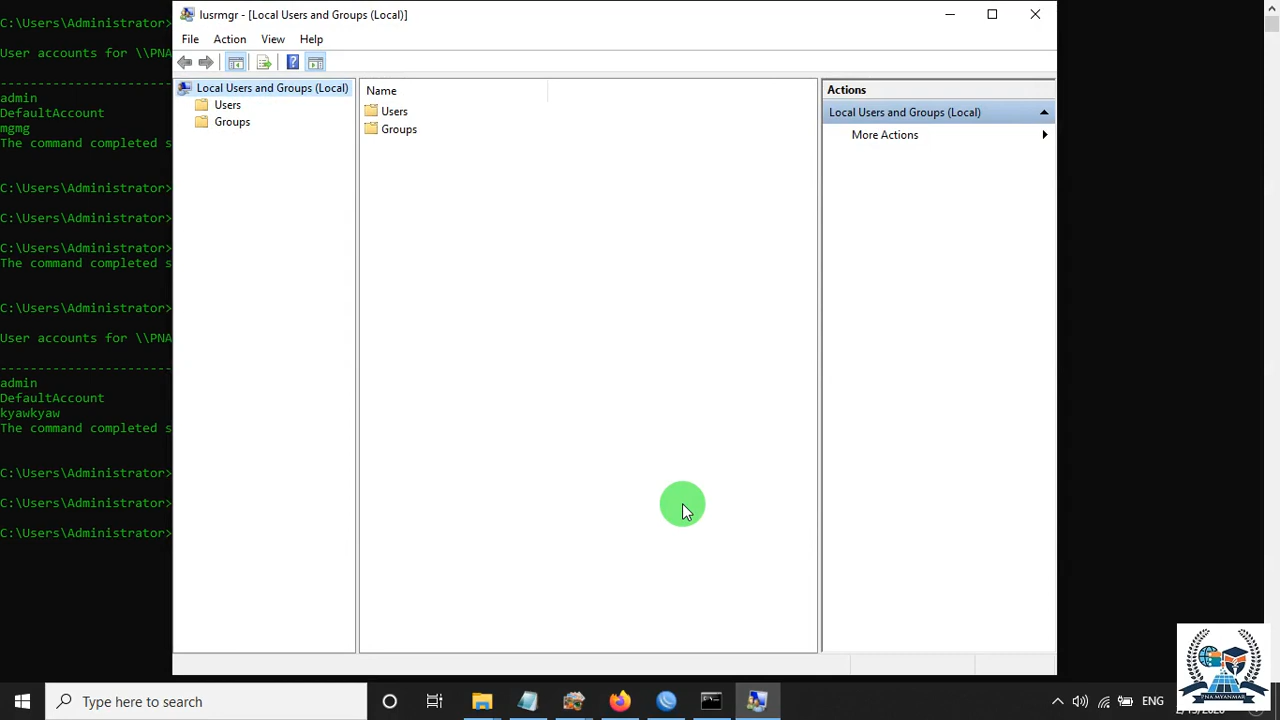 C:\Users\Administrator>
User accounts for \\PNA
-----------------------
admin
DefaultAccount
mgmg
The command completed s
C:\Users\Administrator>
C:\Users\Administrator>
C:\Users\Administrator>
The command completed s
C:\Users\Administrator>
User accounts for \\PNA
-----------------------
admin
DefaultAccount
kyawkyaw
The command completed s
C:\Users\Administrator>
C:\Users\Administrator>
C:\Users\Administrator>
lusrmgr - [Local Users and Groups (Local)]
File Action View Help
Local Users and Groups (Local)
Users
Groups
Name
Users
Groups
Actions
Local Users and Groups (Local)
More Actions
Type here to search
ENG
PNA MYANMAR